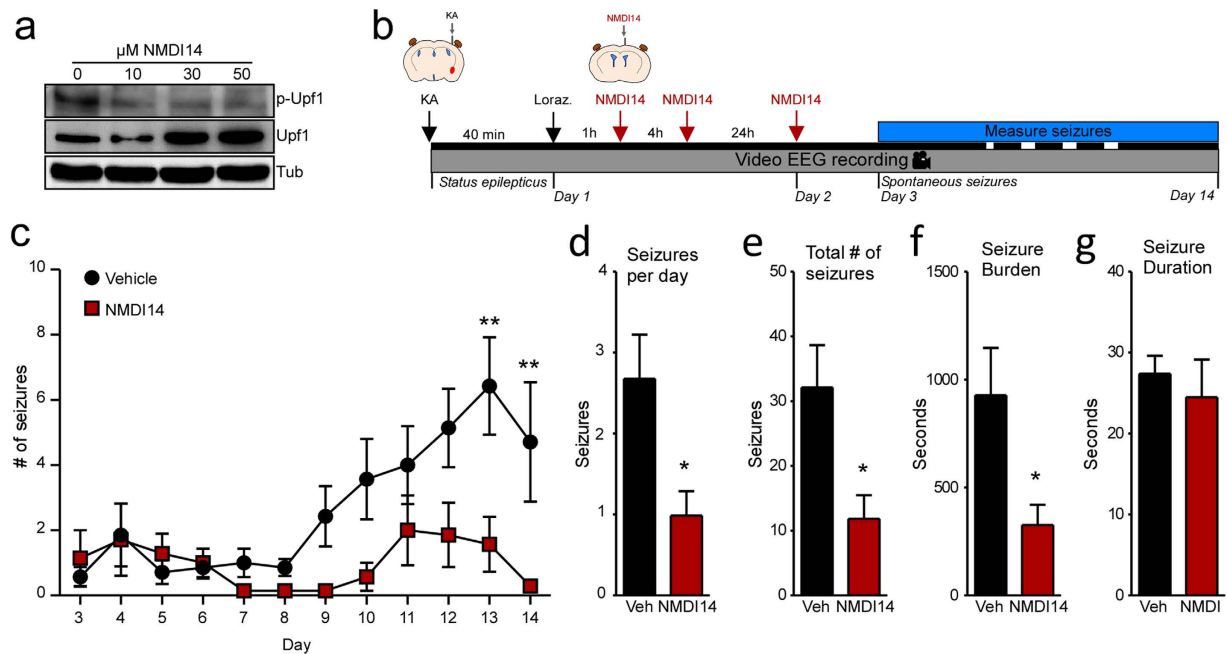 a
µM NMDI14
0 10 30 50
p-Upf1
Upf1
Tub
b
KA
NMDI14
KA
Loraz.
NMDI14
NMDI14
NMDI14
40 min
1h
4h
24h
Measure seizures
Video EEG recording
Status epilepticus
Day 1
Day 2
Spontaneous seizures
Day 3
Day 14
c
# of seizures
10
8
6
4
2
0
Vehicle
NMDI14
**
**
3 4 5 6 7 8 9 10 11 12 13 14
Day
d
Seizures
per day
Seizures
4
3
2
1
0
*
Veh NMDI14
e
Total # of
seizures
Seizures
50
40
30
20
10
0
*
Veh NMDI14
f
Seizure
Burden
Seconds
1500
1000
500
0
*
Veh NMDI14
g
Seizure
Duration
Seconds
40
30
20
10
0
Veh NMDI